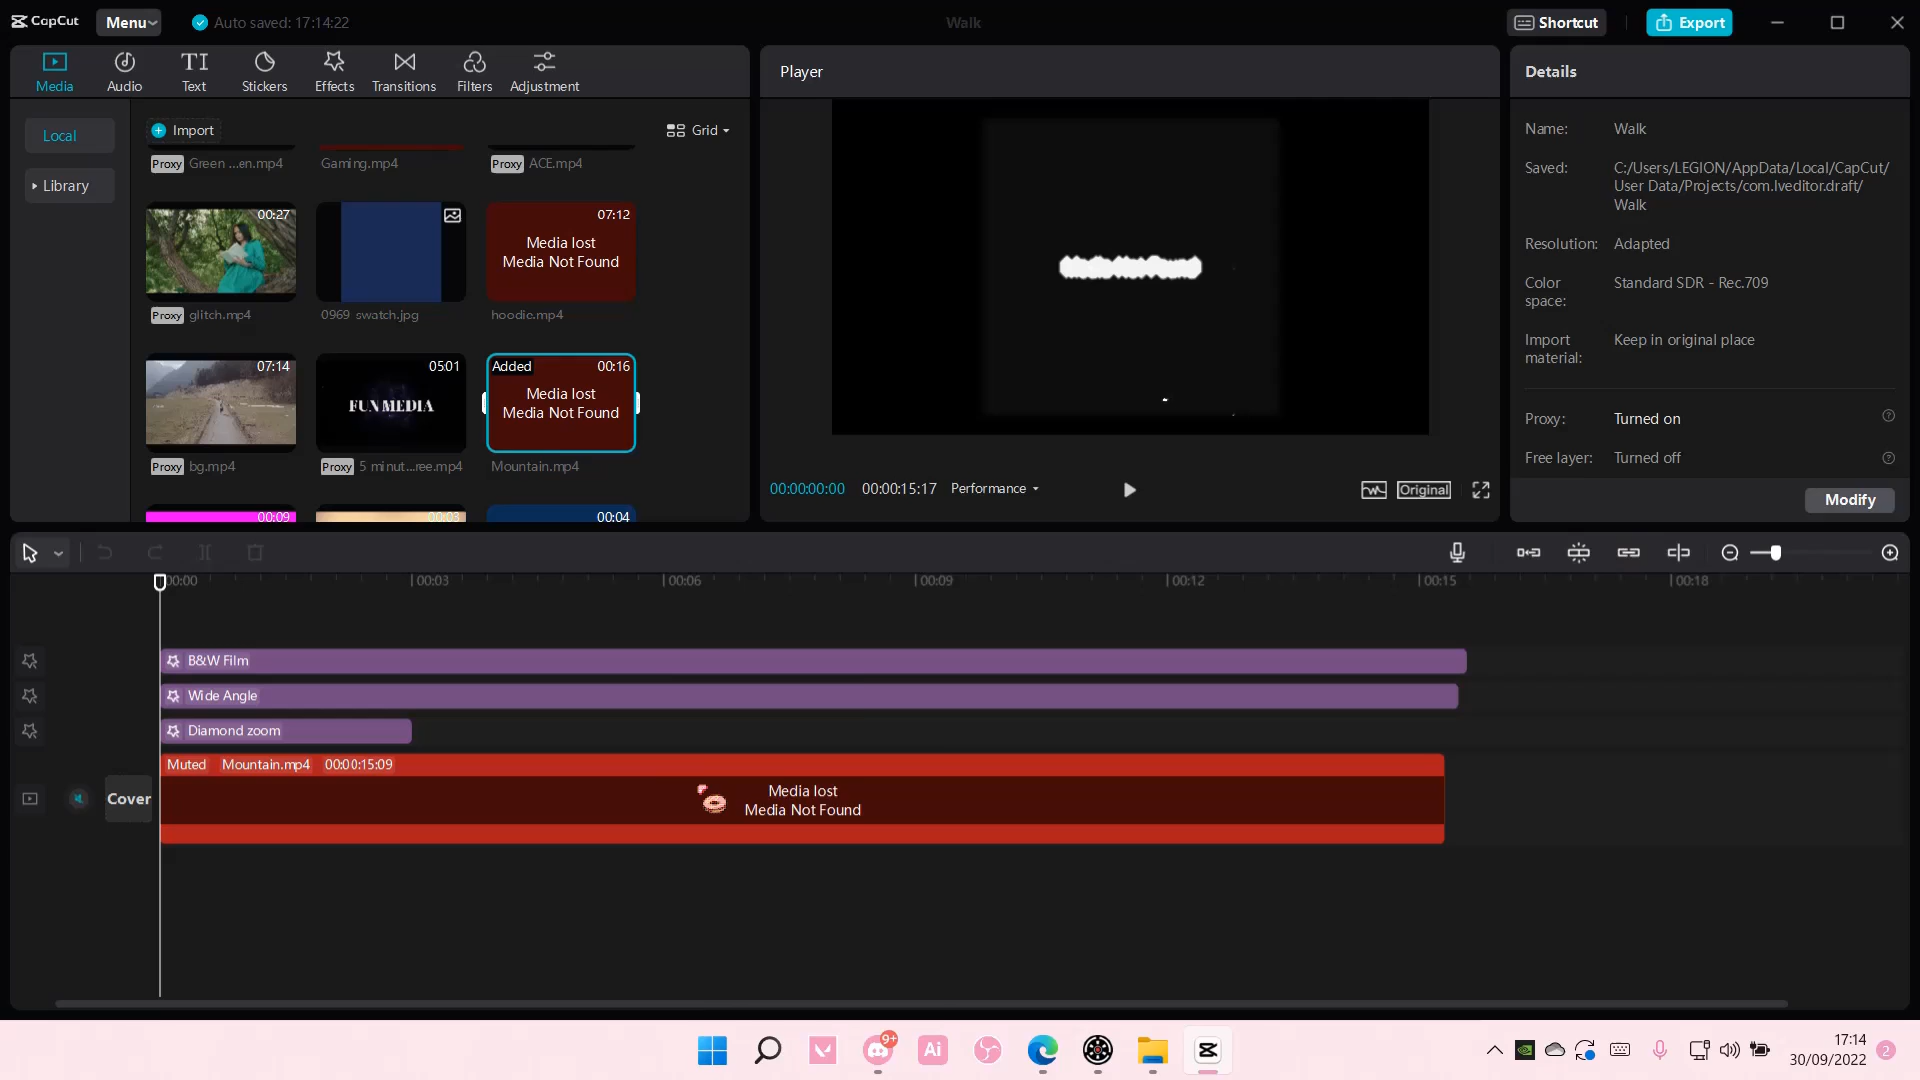 CapCut
Menu
Auto saved: 17:14:22
Walk
Shortcut
Export
Media
Audio
Text
Stickers
Effects
Transitions
Filters
Adjustment
Local
Library
Import
Grid
Proxy Green ...en.mp4
Gaming.mp4
Proxy ACE.mp4
00:27
07:12
Media lost
Media Not Found
Proxy glitch.mp4
0969 swatch.jpg
hoodie.mp4
07:14
05:01
FUN MEDIA
Added 00:16
Media lost
Media Not Found
Proxy bg.mp4
Proxy 5 minut...ree.mp4
Mountain.mp4
00:09
00:03
00:04
Player
00:00:00:00 00:00:15:17 Performance
Original
Details
Name: Walk
Saved: C:/Users/LEGION/AppData/Local/CapCut/
User Data/Projects/com.lveditor.draft/
Walk
Resolution: Adapted
Color space: Standard SDR - Rec.709
Import material: Keep in original place
Proxy: Turned on
Free layer: Turned off
Modify
00:00 00:03 00:06 00:09 00:12 00:15 00:18
B&W Film
Wide Angle
Diamond zoom
Muted Mountain.mp4 00:00:15:09
Cover
Media lost
Media Not Found
9+
Ai
17:14
30/09/2022
2